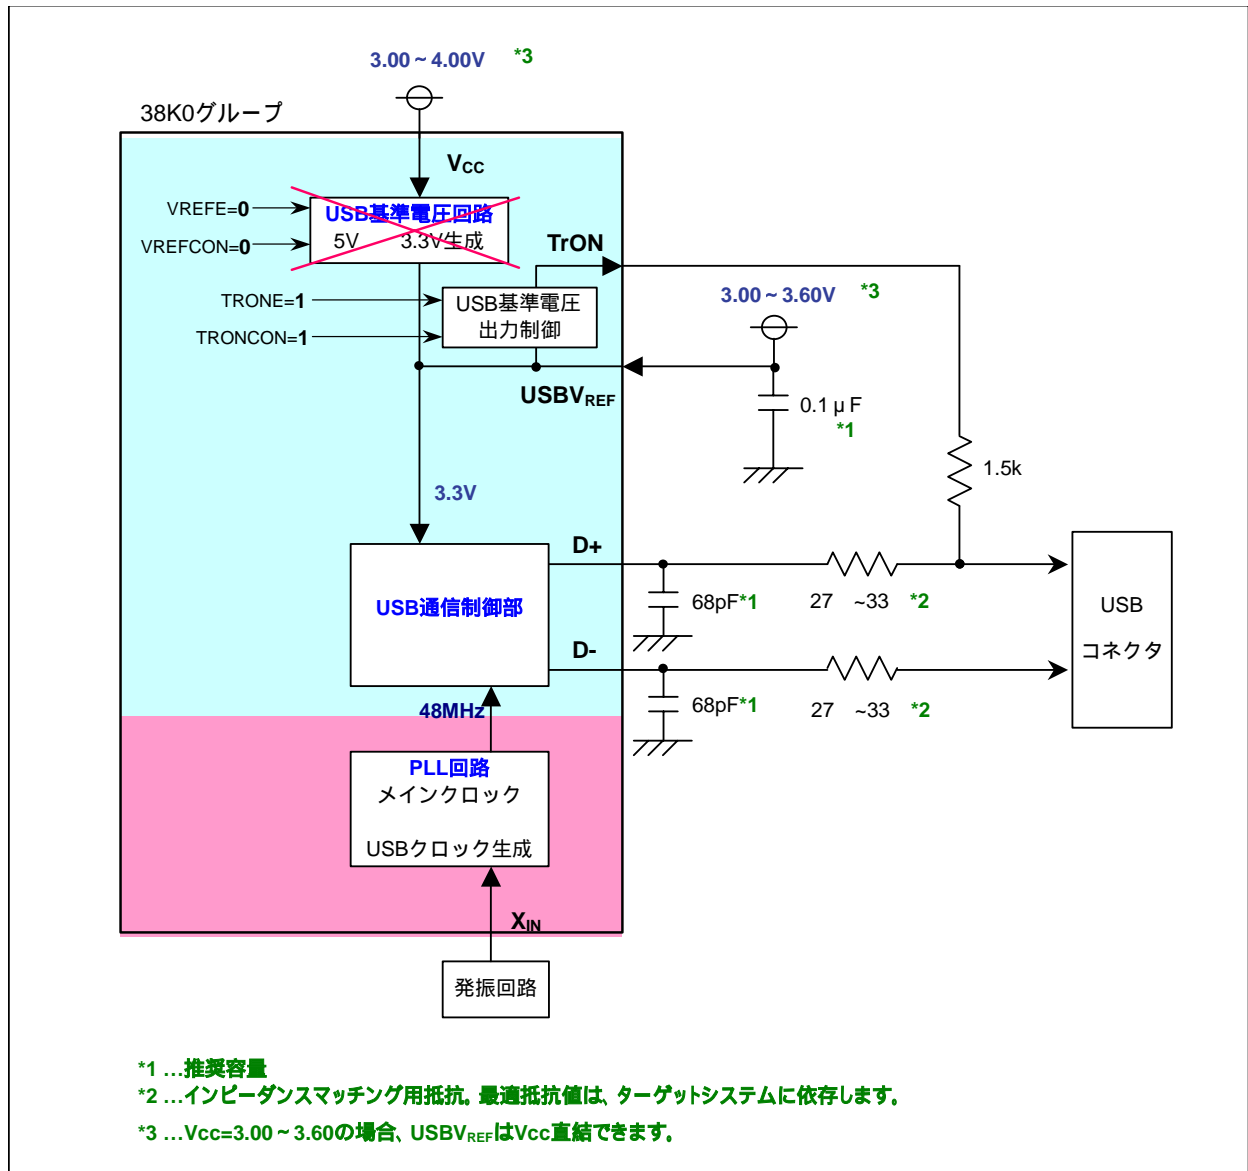 3.00～4.00V *3
38K0グループ
VCC
VREFE=0
VREFCON=0
USB基準電圧回路
5V 3.3V生成
TrON
TRONE=1
TRONCON=1
USB基準電圧
出力制御
3.00～3.60V *3
USBVREF
0.1μF
*1
1.5k
3.3V
D+
USB通信制御部
68pF*1
27 ~33 *2
USB
コネクタ
D-
68pF*1
27 ~33 *2
48MHz
PLL回路
メインクロック
USBクロック生成
XIN
発振回路
*1 …推奨容量
*2 …インピーダンスマッチング用抵抗。最適抵抗値は、ターゲットシステムに依存します。
*3 …Vcc=3.00～3.60の場合、USBVREFはVcc直結できます。